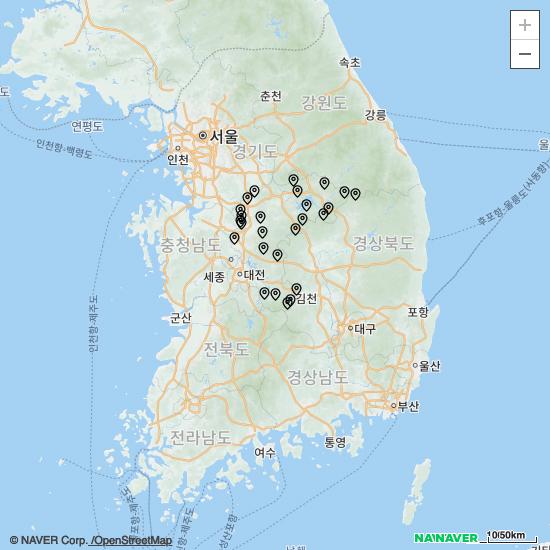 +
−
속초
춘천
강원도
강릉
도
연평도
서울
경기도
울
인천
인천항-백령도
후포항-울릉도(사동항)
충청남도
경상북도
세종
대전
김천
인천항-제주도
군산
포항
대구
전북도
울산
경상남도
부산
전라남도
통영
여수
© NAVER Corp. /OpenStreetMap
NA!NAVER
10/50km